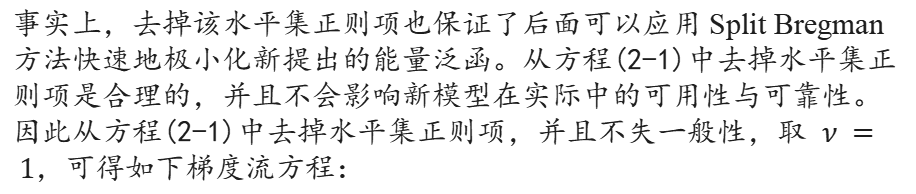 事实上，去掉该水平集正则项也保证了后面可以应用 Split Bregman
方法快速地极小化新提出的能量泛函。从方程(2-1)中去掉水平集正
则项是合理的，并且不会影响新模型在实际中的可用性与可靠性。
因此从方程(2-1)中去掉水平集正则项，并且不失一般性，取 ν =
1，可得如下梯度流方程：